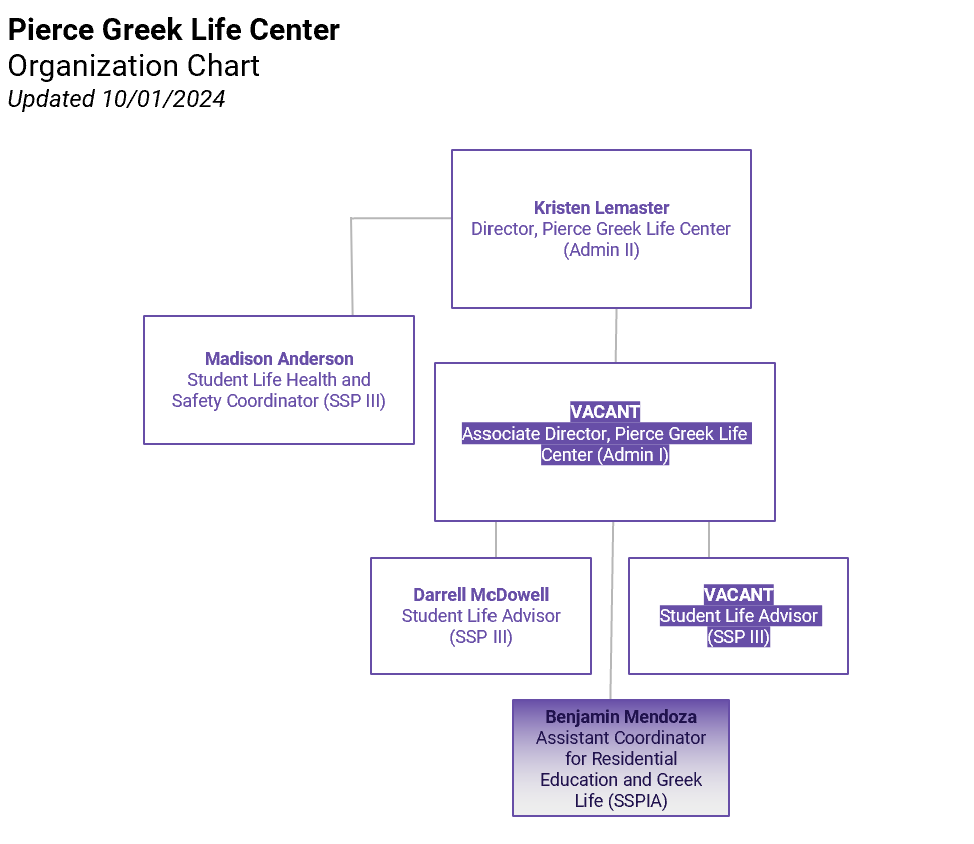 Pierce Greek Life Center
Organization Chart
Updated 10/01/2024
Kristen Lemaster
Director, Pierce Greek Life Center
(Admin II)
Madison Anderson
Student Life Health and
Safety Coordinator (SSP III)
VACANT
Associate Director, Pierce Greek Life
Center (Admin I)
Darrell McDowell
Student Life Advisor
(SSP III)
VACANT
Student Life Advisor
(SSP III)
Benjamin Mendoza
Assistant Coordinator
for Residential
Education and Greek
Life (SSPIA)